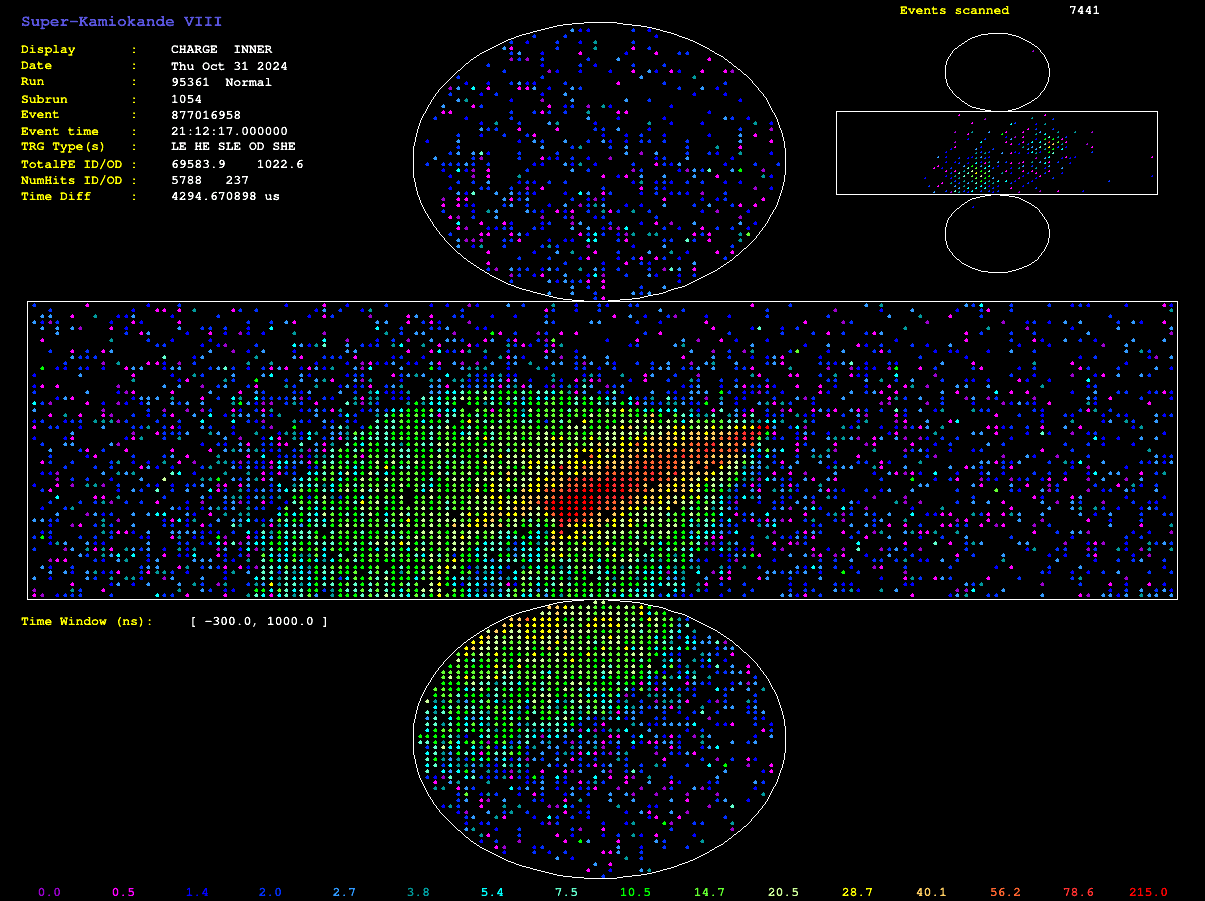 Super-Kamiokande VIII
Events scanned 7441
Display : CHARGE INNER
Date : Thu Oct 31 2024
Run : 95361 Normal
Subrun : 1054
Event : 877016958
Event time : 21:12:17.000000
TRG Type(s) : LE HE SLE OD SHE
TotalPE ID/OD : 69583.9 1022.6
NumHits ID/OD : 5788 237
Time Diff : 4294.670898 us
Time Window (ns): [ -300.0, 1000.0 ]
0.0 0.5 1.4 2.0 2.7 3.8 5.4 7.5 10.5 14.7 20.5 28.7 40.1 56.2 78.6 215.0